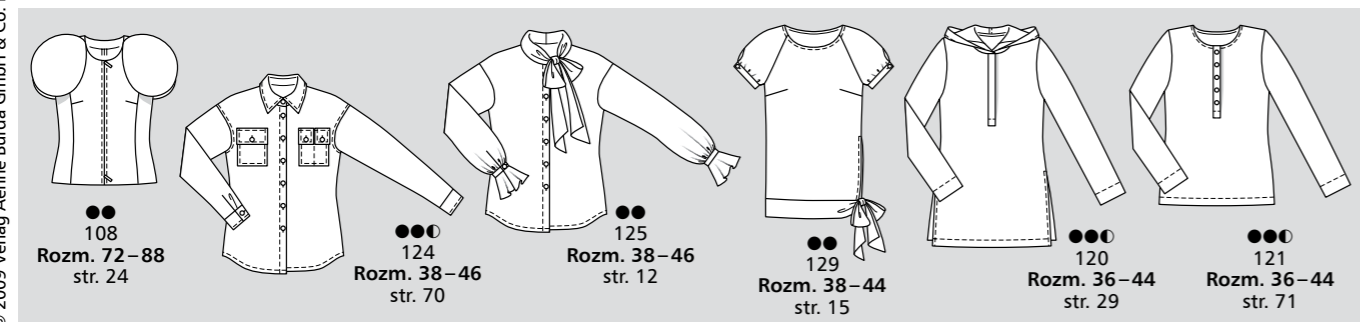 © 2009 Verlag Aenne Burda GmbH & Co.
108
Rozm. 72–88
str. 24
124
Rozm. 38–46
str. 70
125
Rozm. 38–46
str. 12
129
Rozm. 38–44
str. 15
120
Rozm. 36–44
str. 29
121
Rozm. 36–44
str. 71